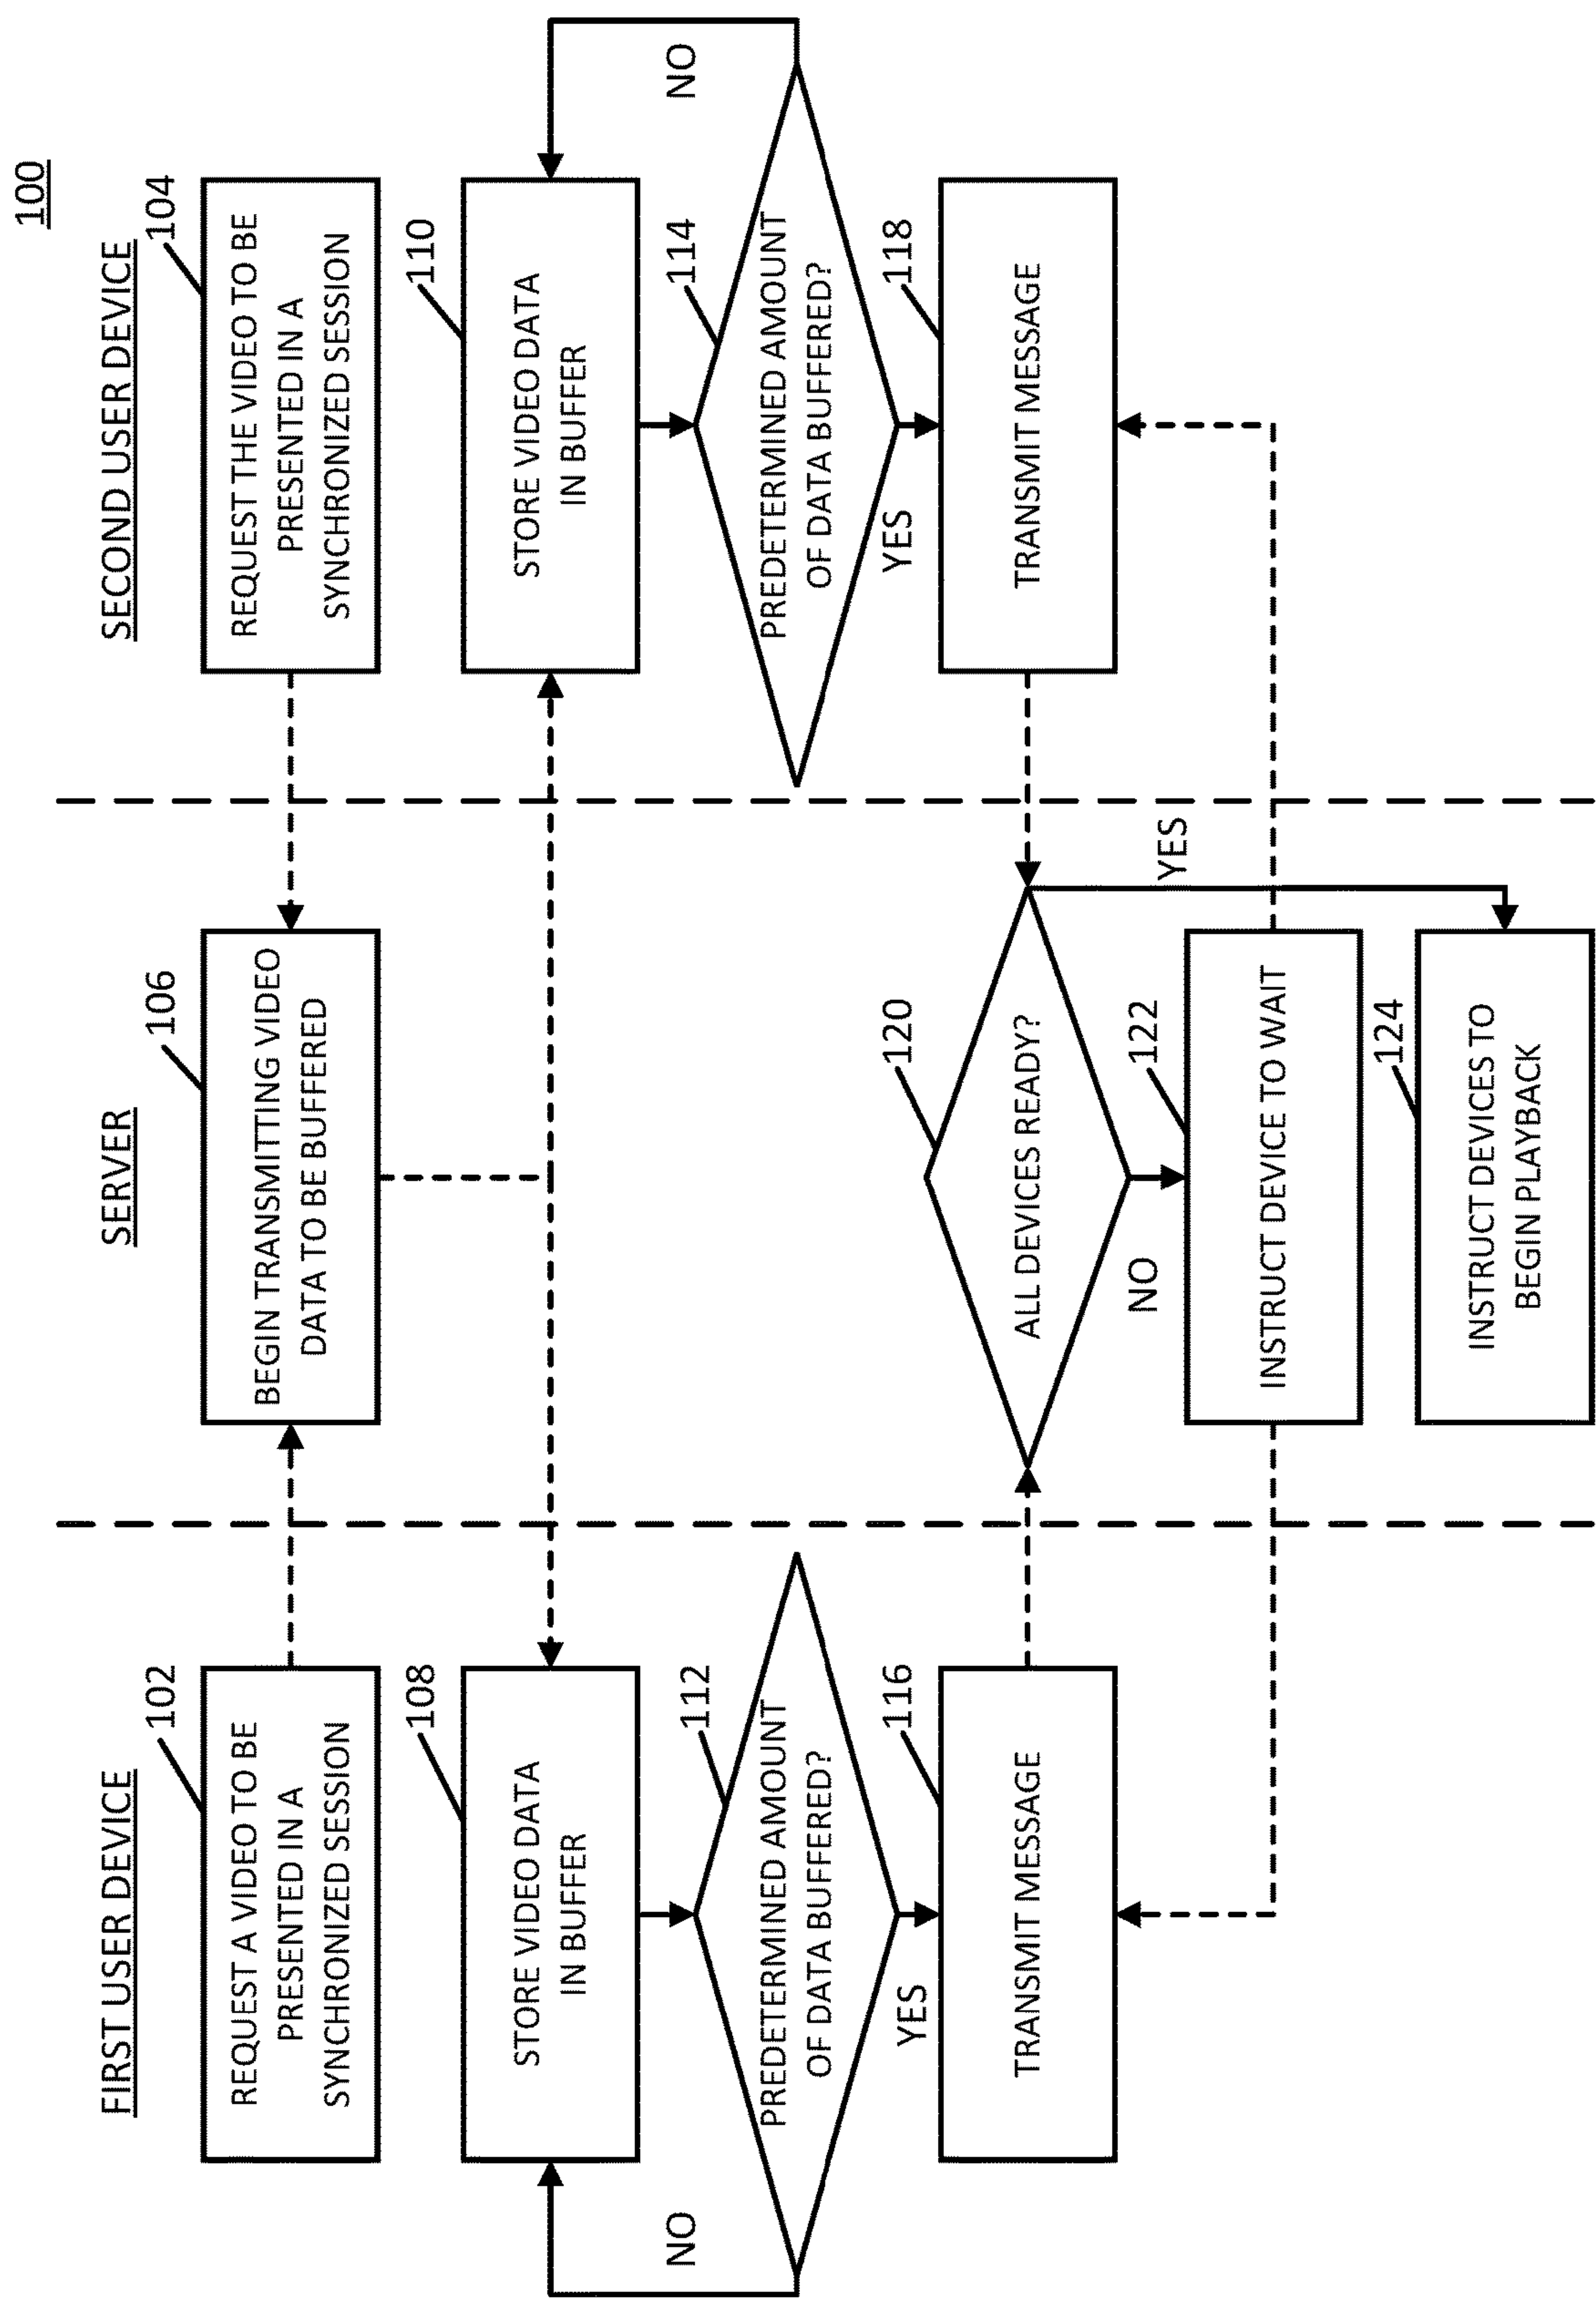 100
FIRST USER DEVICE
SERVER
SECOND USER DEVICE
102
REQUEST A VIDEO TO BE
PRESENTED IN A
SYNCHRONIZED SESSION
106
BEGIN TRANSMITTING VIDEO
DATA TO BE BUFFERED
104
REQUEST THE VIDEO TO BE
PRESENTED IN A
SYNCHRONIZED SESSION
108
STORE VIDEO DATA
IN BUFFER
110
STORE VIDEO DATA
IN BUFFER
NO
112
PREDETERMINED AMOUNT
OF DATA BUFFERED?
YES
114
PREDETERMINED AMOUNT
OF DATA BUFFERED?
NO
YES
116
TRANSMIT MESSAGE
120
ALL DEVICES READY?
118
TRANSMIT MESSAGE
NO
YES
122
INSTRUCT DEVICE TO WAIT
124
INSTRUCT DEVICES TO
BEGIN PLAYBACK